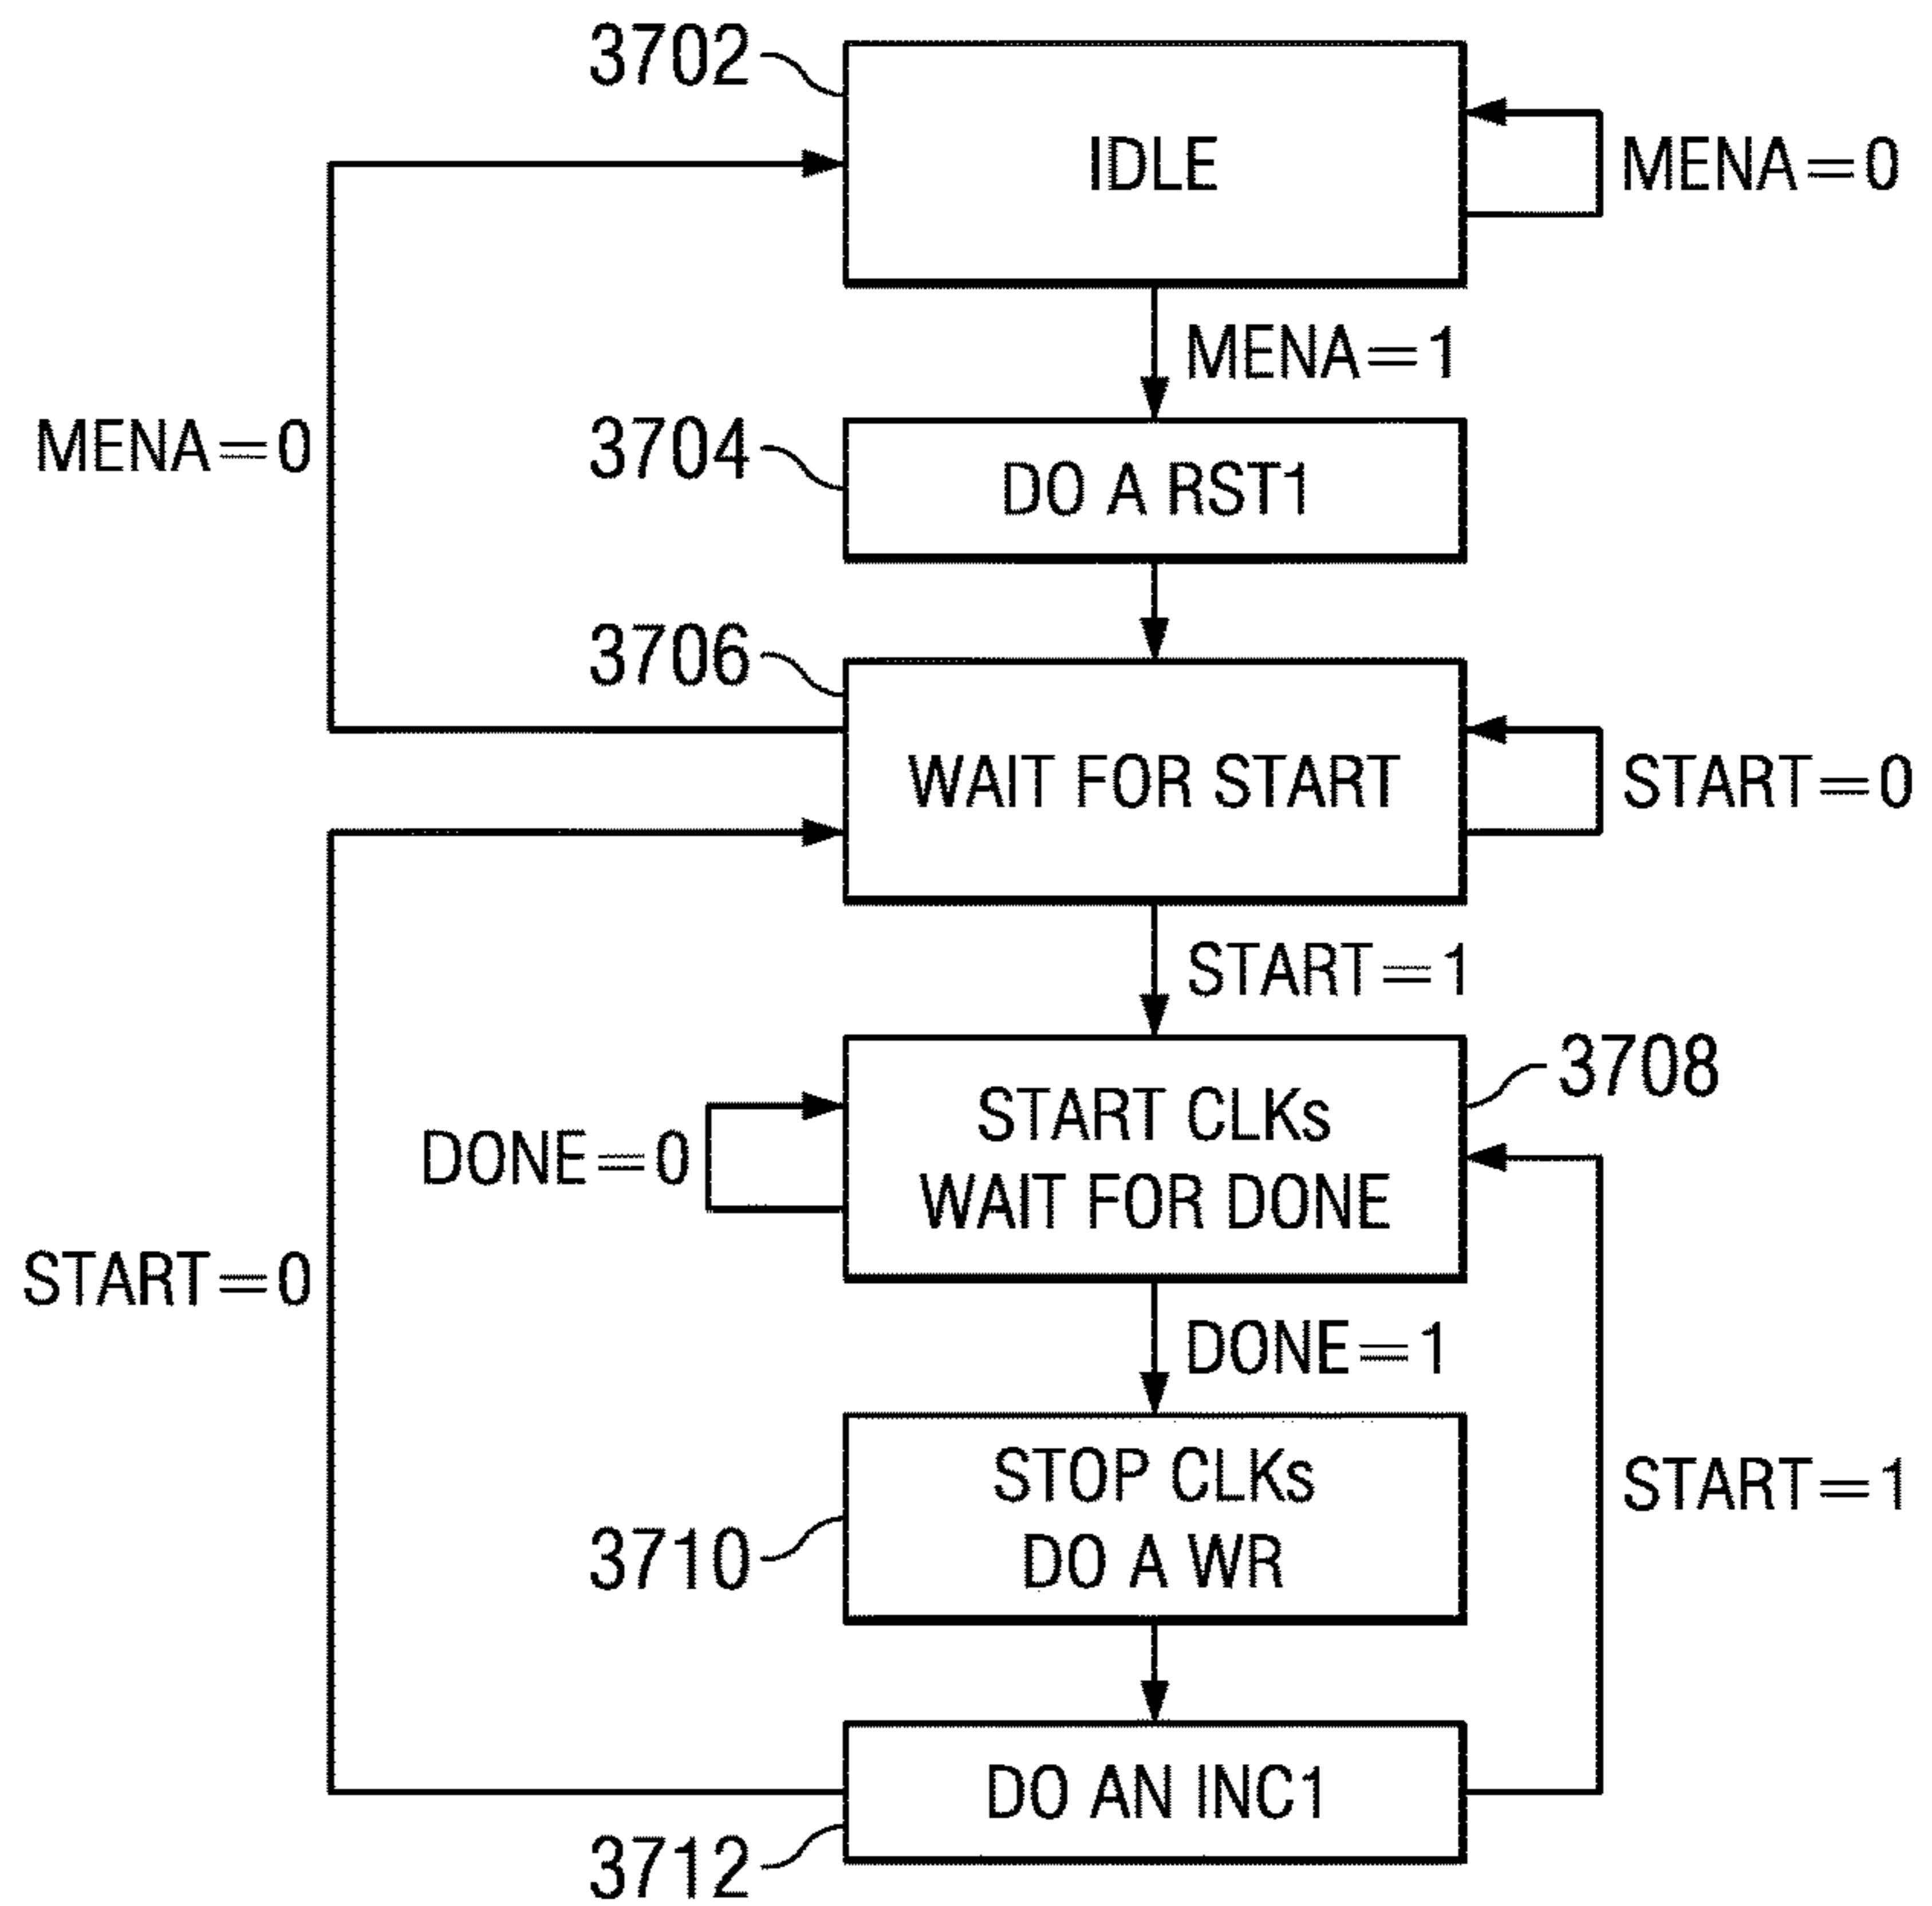 3702
IDLE
MENA=0
MENA=1
MENA=0
3704
DO A RST1
3706
WAIT FOR START
START=0
START=1
3708
START CLKs
WAIT FOR DONE
DONE=0
START=0
DONE=1
STOP CLKs
DO A WR
START=1
3710
DO AN INC1
3712